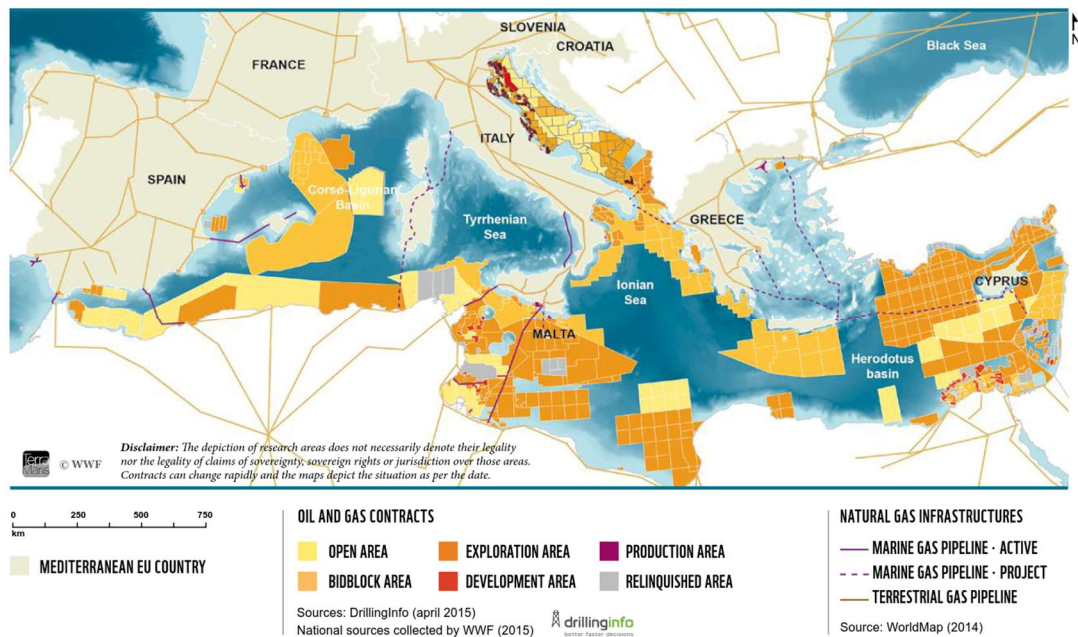 SLOVENIA
CROATIA
Black Sea
N
FRANCE
ITALY
SPAIN
Corso-Ligurian
Basin
Tyrrhenian
Sea
GREECE
Ionian
Sea
CYPRUS
MALTA
Herodotus
basin
Terra
Maris
© WWF
Disclaimer: The depiction of research areas does not necessarily denote their legality
nor the legality of claims of sovereignty, sovereign rights or jurisdiction over those areas.
Contracts can change rapidly and the maps depict the situation as per the date.
0 250 500 750
km
MEDITERRANEAN EU COUNTRY
OIL AND GAS CONTRACTS
OPEN AREA
EXPLORATION AREA
PRODUCTION AREA
BIDBLOCK AREA
DEVELOPMENT AREA
RELINQUISHED AREA
Sources: DrillingInfo (april 2015)
National sources collected by WWF (2015)
drillinginfo
better faster decisions
NATURAL GAS INFRASTRUCTURES
MARINE GAS PIPELINE · ACTIVE
MARINE GAS PIPELINE · PROJECT
TERRESTRIAL GAS PIPELINE
Source: WorldMap (2014)